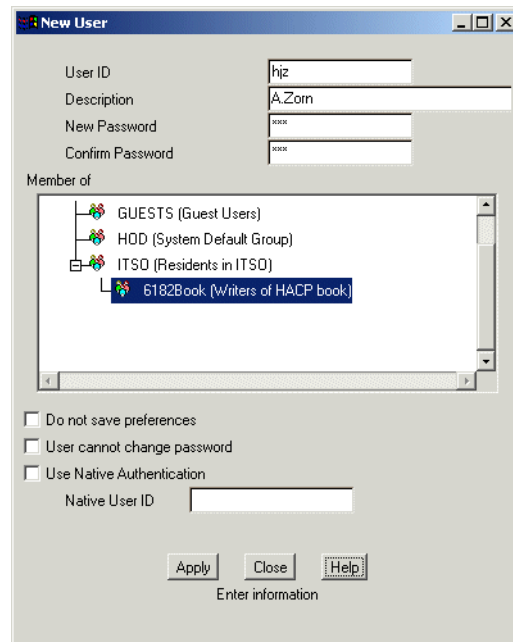 New User
User ID hjz
Description A.Zorn
New Password xxx
Confirm Password xxx
Member of
GUESTS (Guest Users)
HOD (System Default Group)
ITSO (Residents in ITSO)
6182Book (Writers of HACP book)
Do not save preferences
User cannot change password
Use Native Authentication
Native User ID
Apply Close Help
Enter information